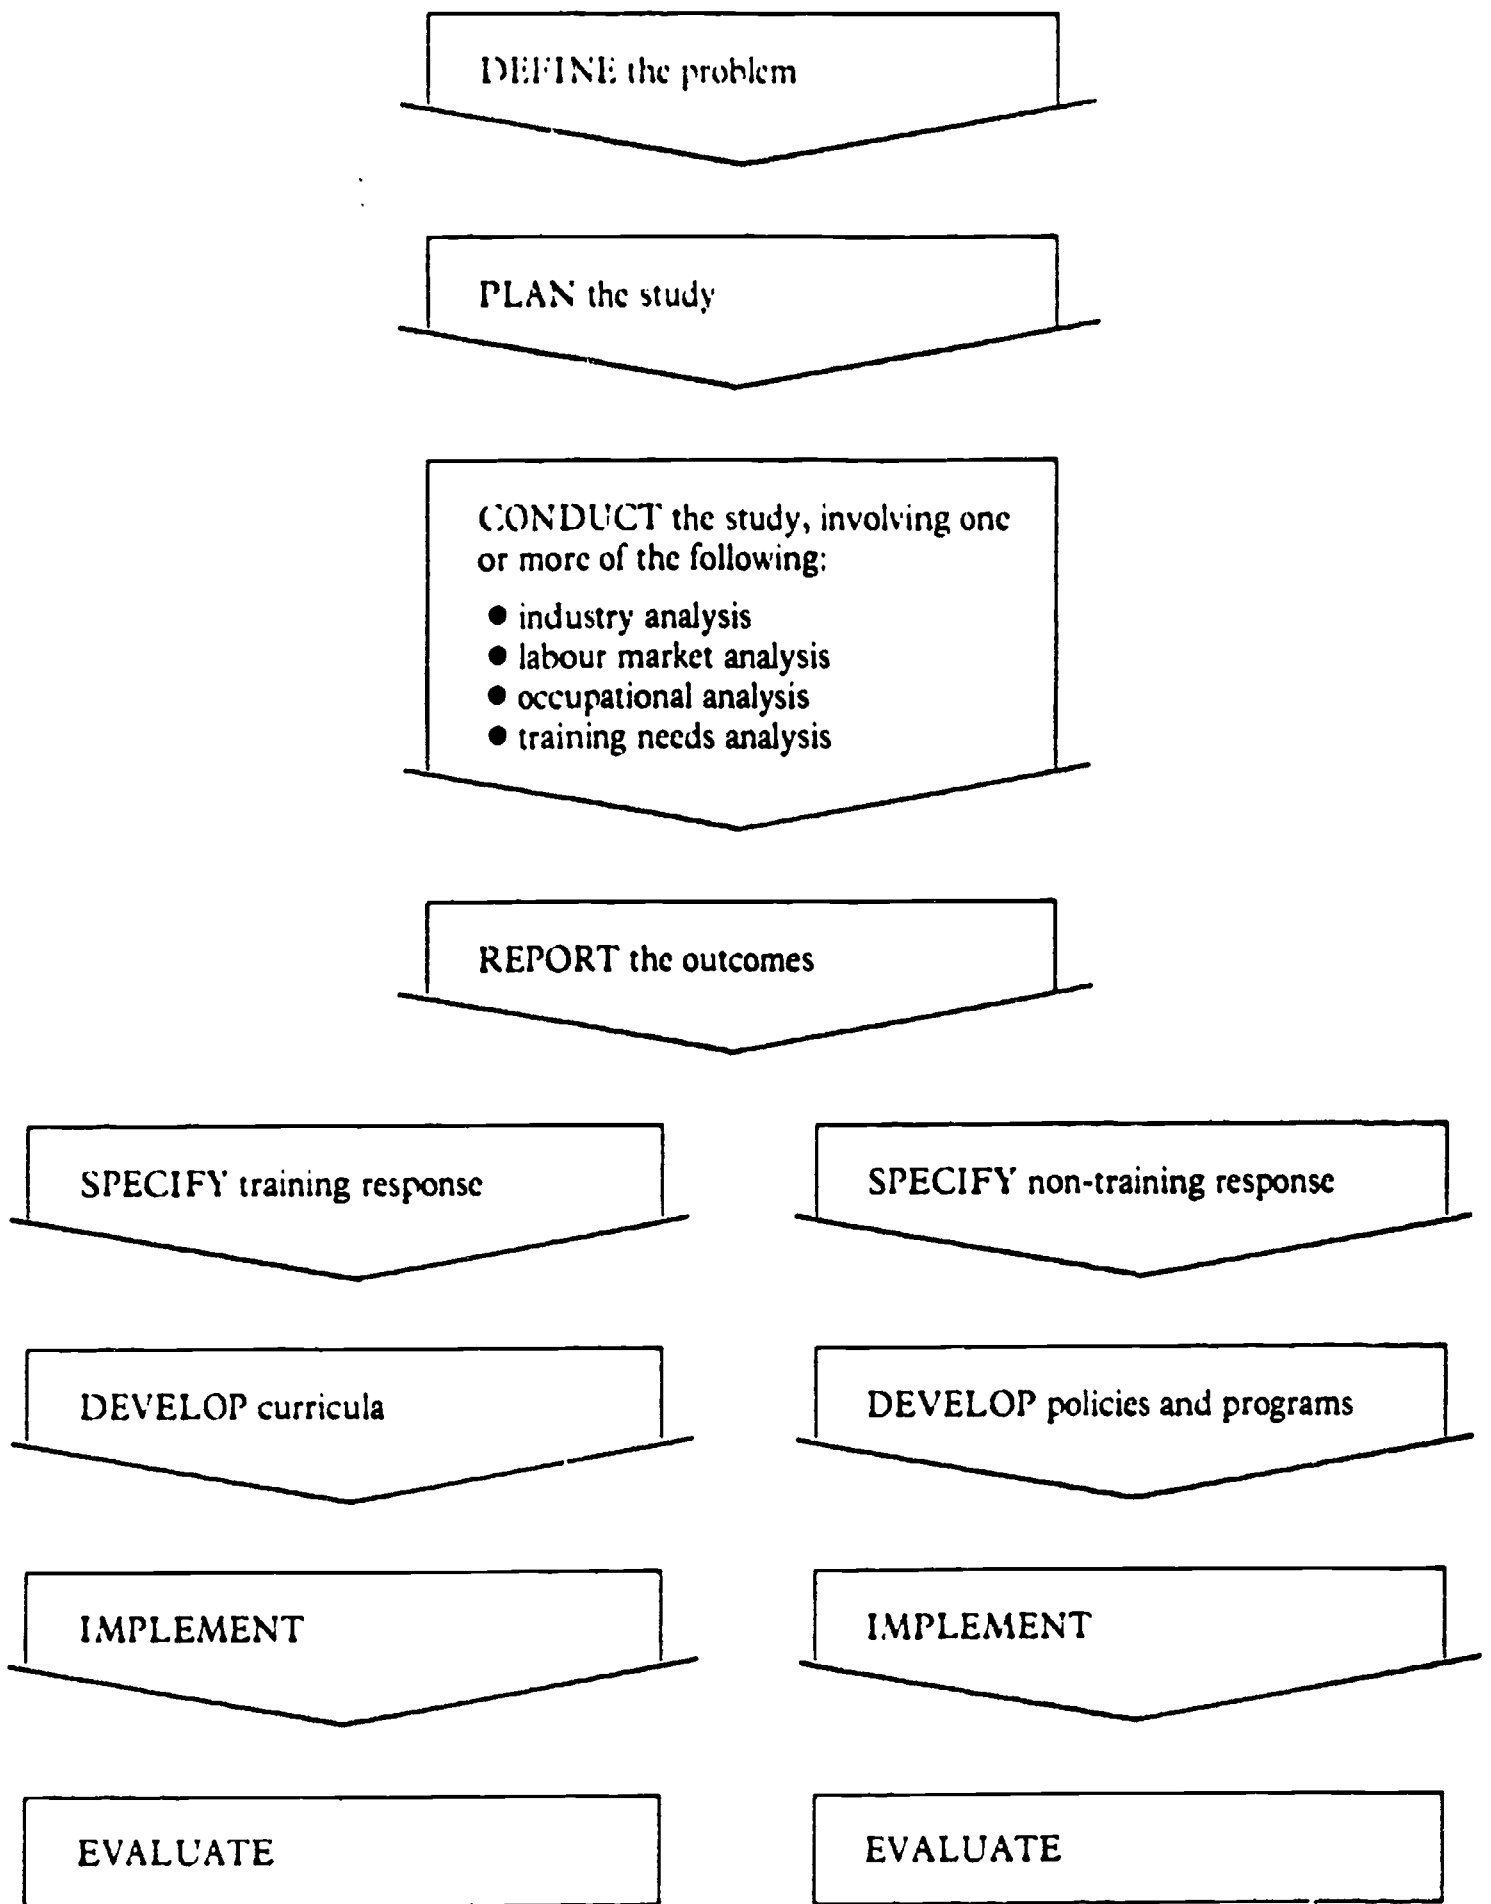 DEFINE the problem
PLAN the study
CONDUCT the study, involving one
or more of the following:
● industry analysis
● labour market analysis
● occupational analysis
● training needs analysis
REPORT the outcomes
SPECIFY training response
SPECIFY non-training response
DEVELOP curricula
DEVELOP policies and programs
IMPLEMENT
IMPLEMENT
EVALUATE
EVALUATE